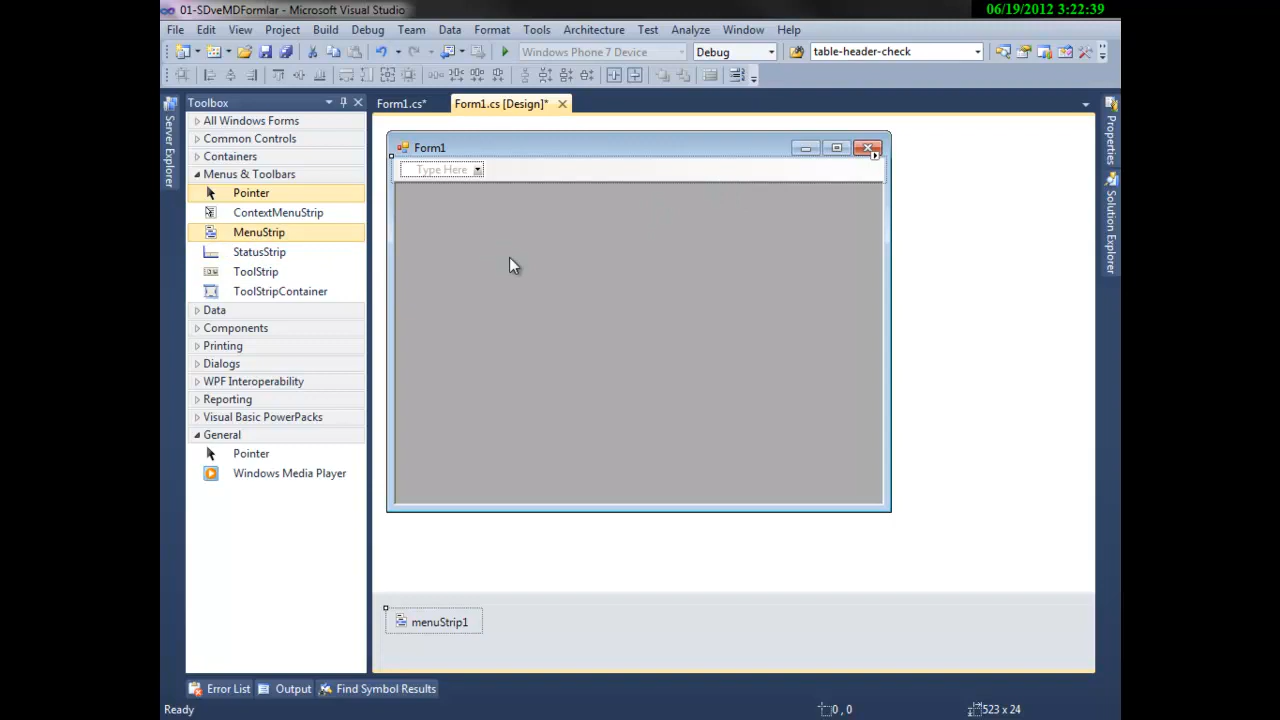 01-SDveMDFormlar - Microsoft Visual Studio
06/19/2012 3:22:39
File Edit View Project Build Debug Team Data Format Tools Architecture Test Analyze Window Help
Windows Phone 7 Device Debug table-header-check
Toolbox
Form1.cs* Form1.cs [Design]*
Server Explorer
All Windows Forms
Common Controls
Containers
Menus & Toolbars
Pointer
ContextMenuStrip
MenuStrip
StatusStrip
ToolStrip
ToolStripContainer
Data
Components
Printing
Dialogs
WPF Interoperability
Reporting
Visual Basic PowerPacks
General
Pointer
Windows Media Player
Form1
Type Here
menuStrip1
Properties
Solution Explorer
Error List Output Find Symbol Results
Ready 0 , 0 523 x 24